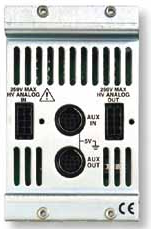 250V MAX
HV ANALOG
IN
250V MAX
HV ANALOG
OUT
AUX
IN
5V
AUX
OUT
CE